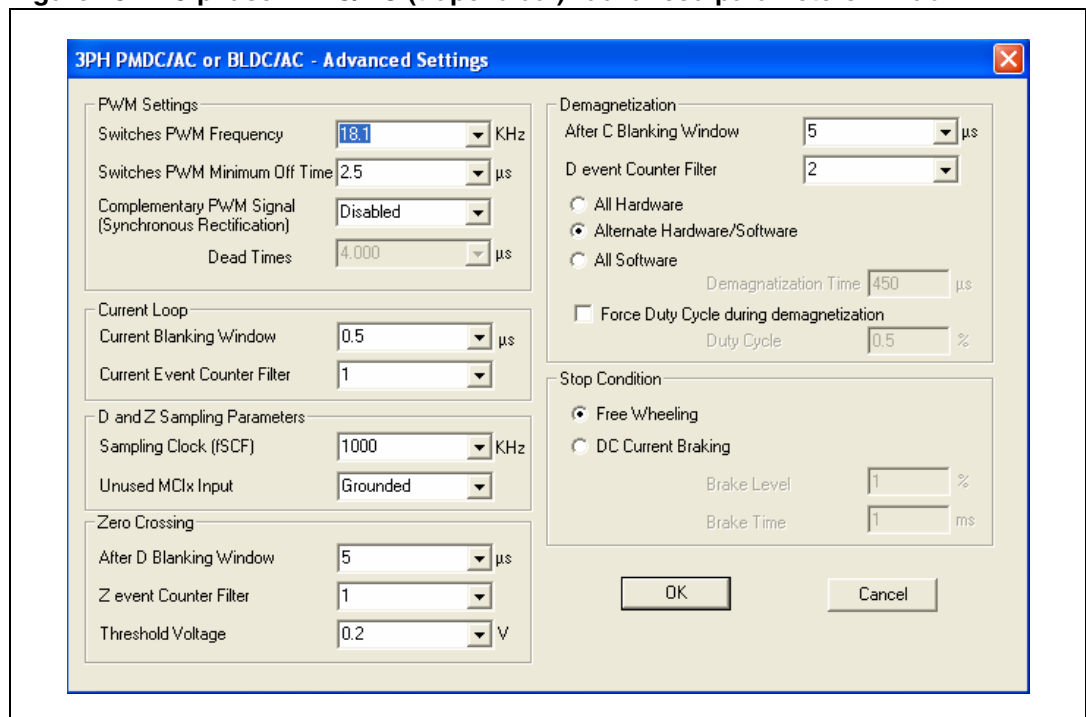 3PH PMDC/AC or BLDC/AC - Advanced Settings
PWM Settings
Switches PWM Frequency 18.1 KHz
Switches PWM Minimum Off Time 2.5 µs
Complementary PWM Signal
(Synchronous Rectification) Disabled
Dead Times 4.000 µs
Current Loop
Current Blanking Window 0.5 µs
Current Event Counter Filter 1
D and Z Sampling Parameters
Sampling Clock (fSCF) 1000 KHz
Unused MCIx Input Grounded
Zero Crossing
After D Blanking Window 5 µs
Z event Counter Filter 1
Threshold Voltage 0.2 V
Demagnetization
After C Blanking Window 5 µs
D event Counter Filter 2
All Hardware
Alternate Hardware/Software
All Software
Demagnatization Time 450 µs
Force Duty Cycle during demagnetization
Duty Cycle 0.5 %
Stop Condition
Free Wheeling
DC Current Braking
Brake Level 1 %
Brake Time 1 ms
OK Cancel